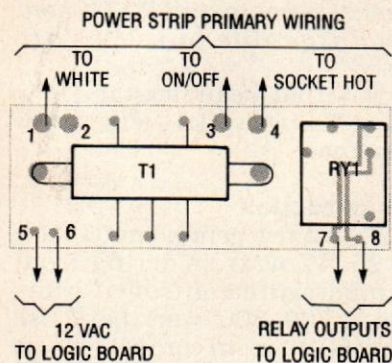 POWER STRIP PRIMARY WIRING
TO WHITE
TO ON/OFF
TO SOCKET HOT
1 2 3 4
T1
RY1
5 6 7 8
12 VAC TO LOGIC BOARD
RELAY OUTPUTS TO LOGIC BOARD